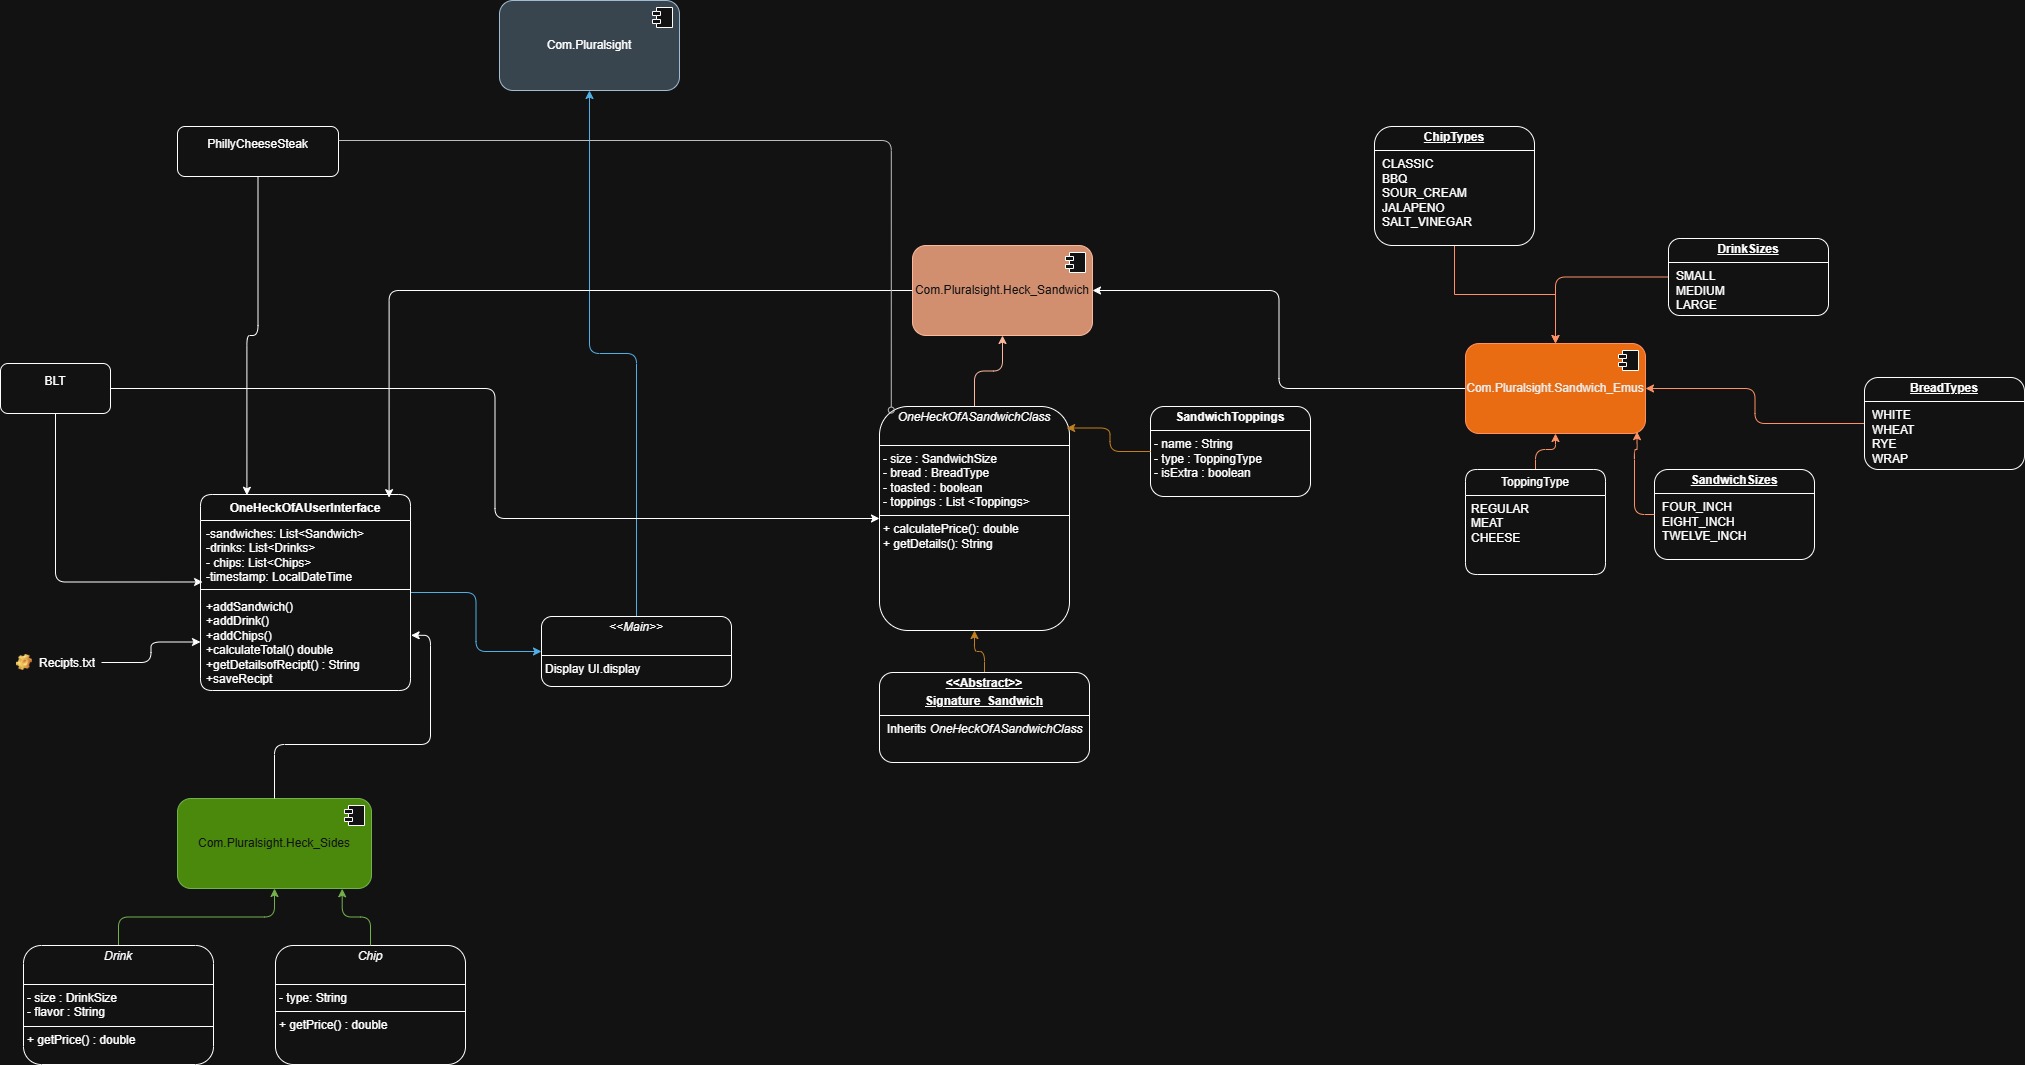 Com.Pluralsight
PhillyCheeseSteak
ChipTypes
CLASSIC
BBQ
SOUR_CREAM
JALAPENO
SALT_VINEGAR
DrinkSizes
SMALL
MEDIUM
LARGE
Com.Pluralsight.Heck_Sandwich
BLT
Com.Pluralsight.Sandwich_Emus
BreadTypes
WHITE
WHEAT
RYE
WRAP
OneHeckOfASandwichClass
- size : SandwichSize
- bread : BreadType
- toasted : boolean
- toppings : List <Toppings>
+ calculatePrice(): double
+ getDetails(): String
SandwichToppings
- name : String
- type : ToppingType
- isExtra : boolean
ToppingType
REGULAR
MEAT
CHEESE
SandwichSizes
FOUR_INCH
EIGHT_INCH
TWELVE_INCH
OneHeckOfAUserInterface
-sandwiches: List<Sandwich>
-drinks: List<Drinks>
- chips: List<Chips>
-timestamp: LocalDateTime
+addSandwich()
+addDrink()
+addChips()
+calculateTotal() double
+getDetailsofRecipt() : String
+saveRecipt
Recipts.txt
<<Main>>
Display UI.display
<<Abstract>>
Signature_Sandwich
Inherits OneHeckOfASandwichClass
Com.Pluralsight.Heck_Sides
Drink
- size : DrinkSize
- flavor : String
+ getPrice() : double
Chip
- type: String
+ getPrice() : double